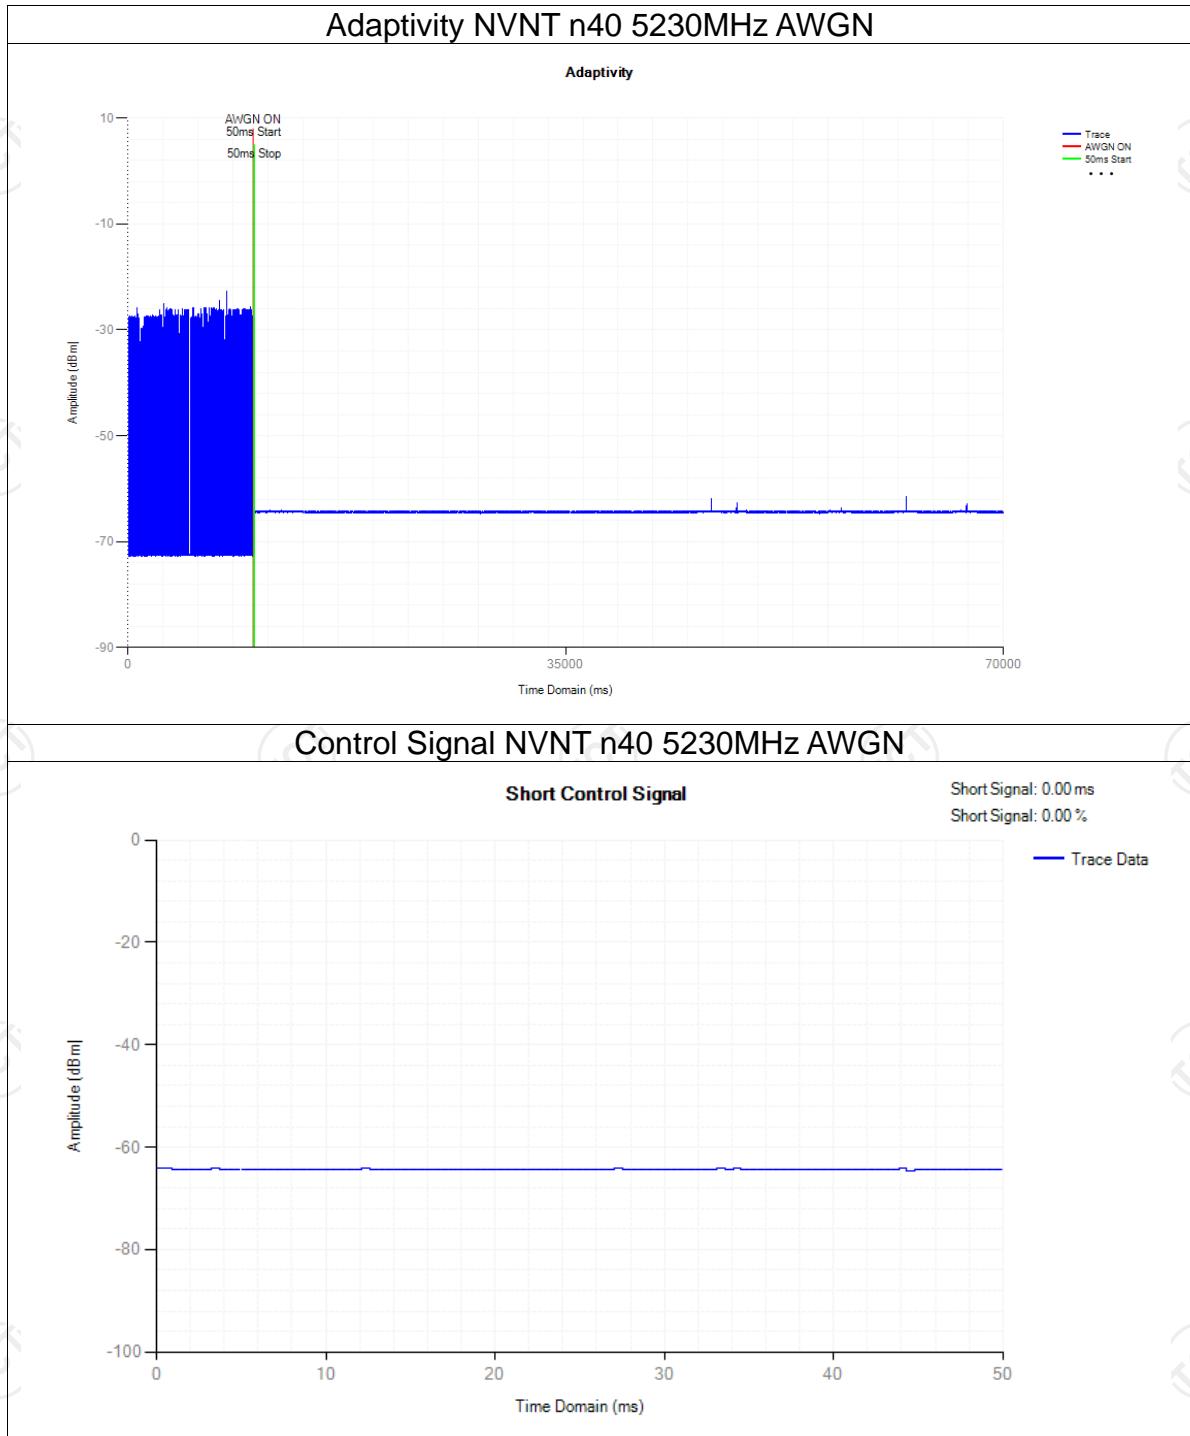 Adaptivity NVNT n40 5230MHz AWGN
Adaptivity
AWGN ON
50ms Start
50ms Stop
Trace
AWGN ON
50ms Start
• • •
10
-10
-30
-50
-70
-90
Amplitude [dBm]
0
35000
70000
Time Domain (ms)
Control Signal NVNT n40 5230MHz AWGN
Short Control Signal
Short Signal: 0.00 ms
Short Signal: 0.00 %
Trace Data
0
-20
-40
-60
-80
-100
Amplitude [dBm]
0
10
20
30
40
50
Time Domain (ms)